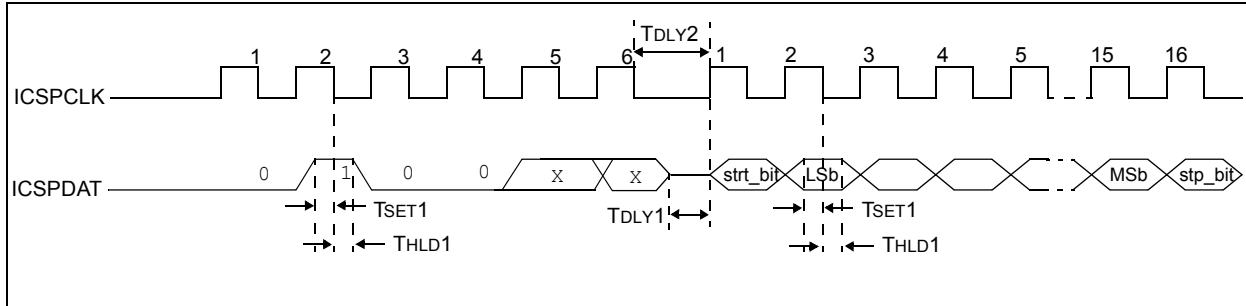 TDLY2
1 2 3 4 5 6 1 2 3 4 5 15 16
ICSPCLK
ICSPDAT
0 1 0 0 X X strt_bit LSb MSb stp_bit
TSET1 TDLY1 TSET1
THLD1 THLD1